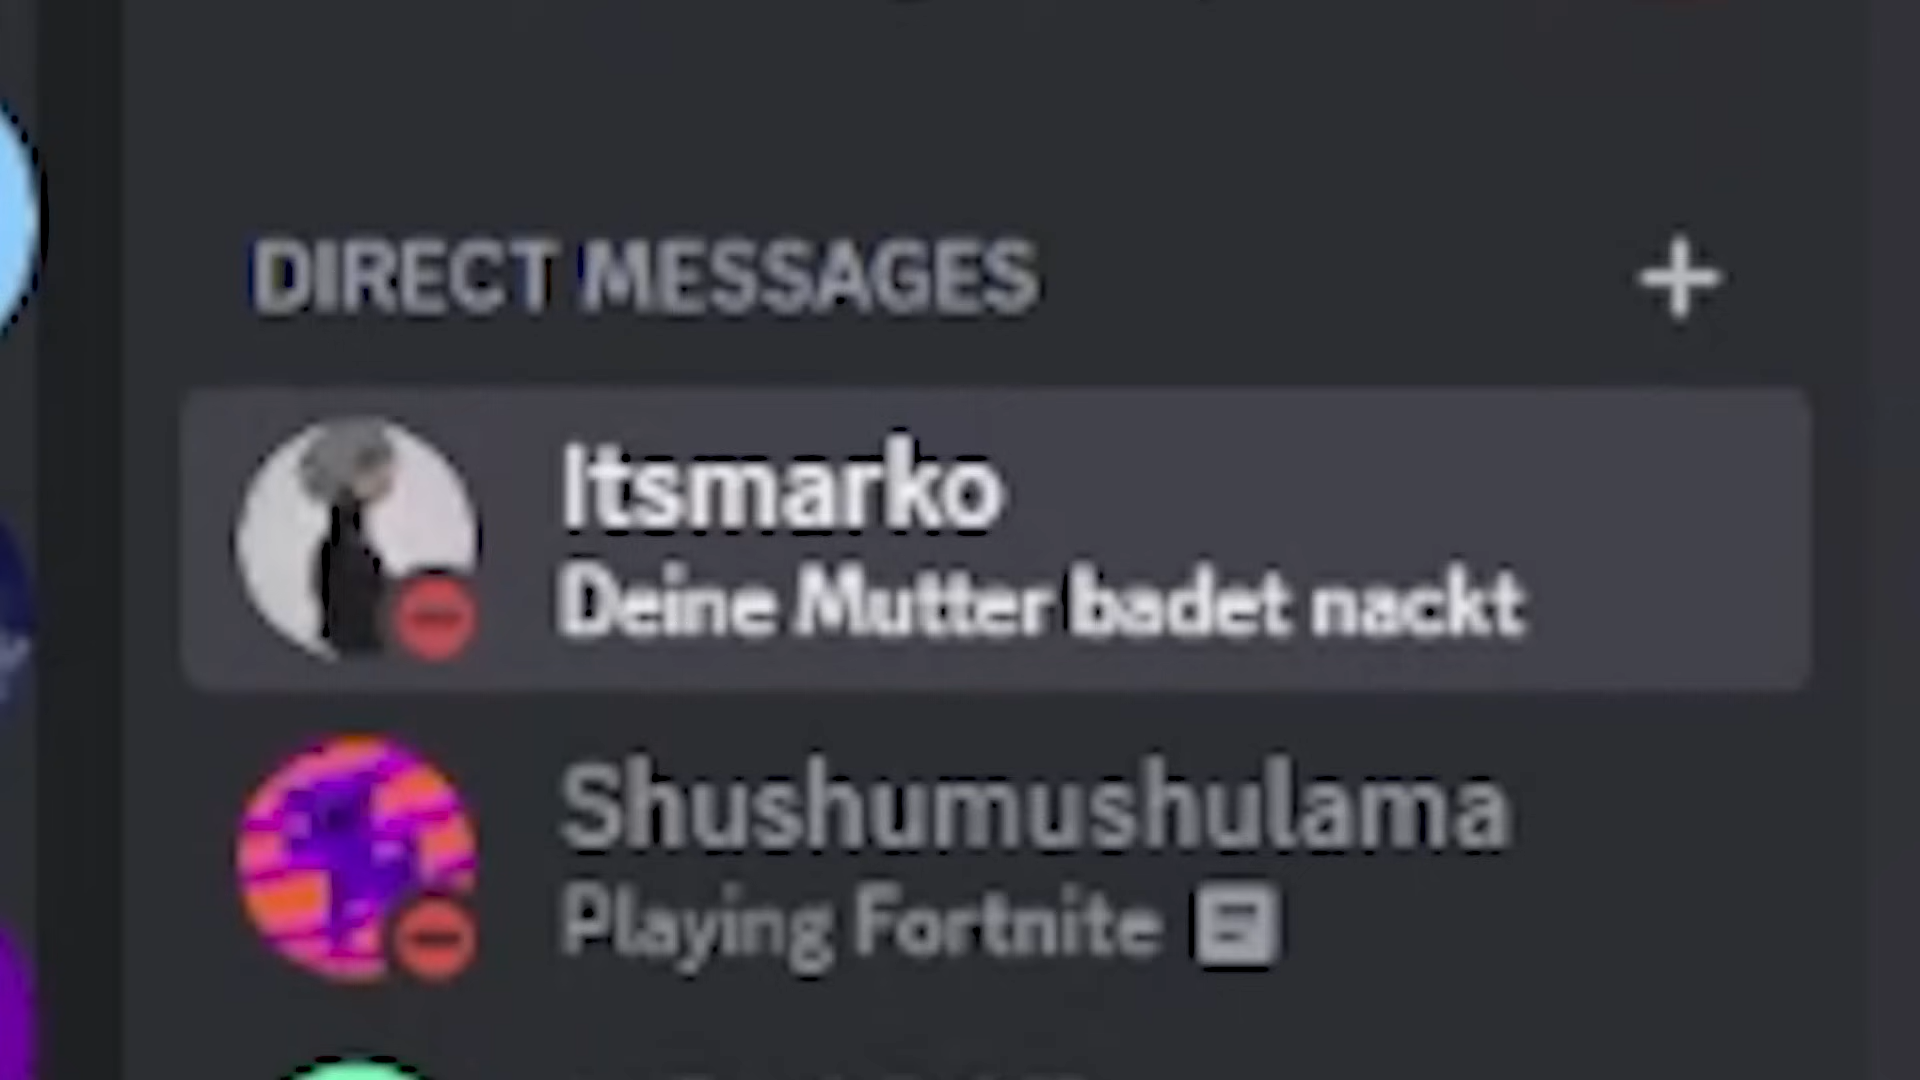 DIRECT MESSAGES
Itsmarko
Deine Mutter badet nackt
Shushumushulama
Playing Fortnite